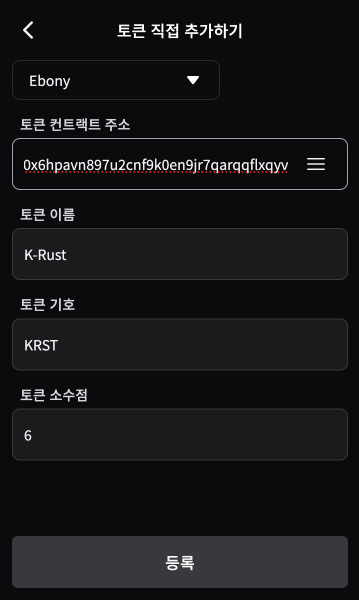 토큰 직접 추가하기
Ebony
토큰 컨트랙트 주소
0x6hpavn897u2cnf9k0en9jr7qarqqflxqyv
토큰 이름
K-Rust
토큰 기호
KRST
토큰 소수점
6
등록